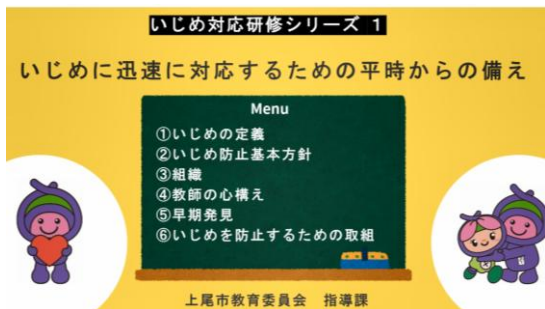 いじめ対応研修シリーズ 1
いじめに迅速に対応するための平時からの備え
Menu
①いじめの定義
②いじめ防止基本方針
③組織
④教師の心構え
⑤早期発見
⑥いじめを防止するための取組
上尾市教育委員会 指導課